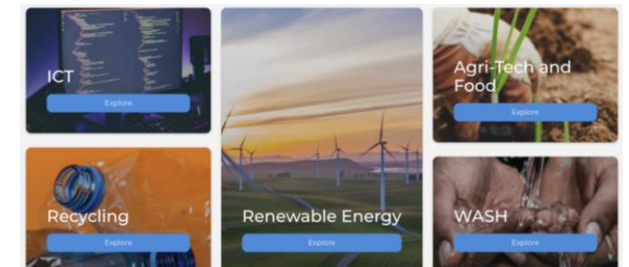 ICT
Explore
Recycling
Explore
Renewable Energy
Explore
Agri-Tech and
Food
Explore
WASH
Explore